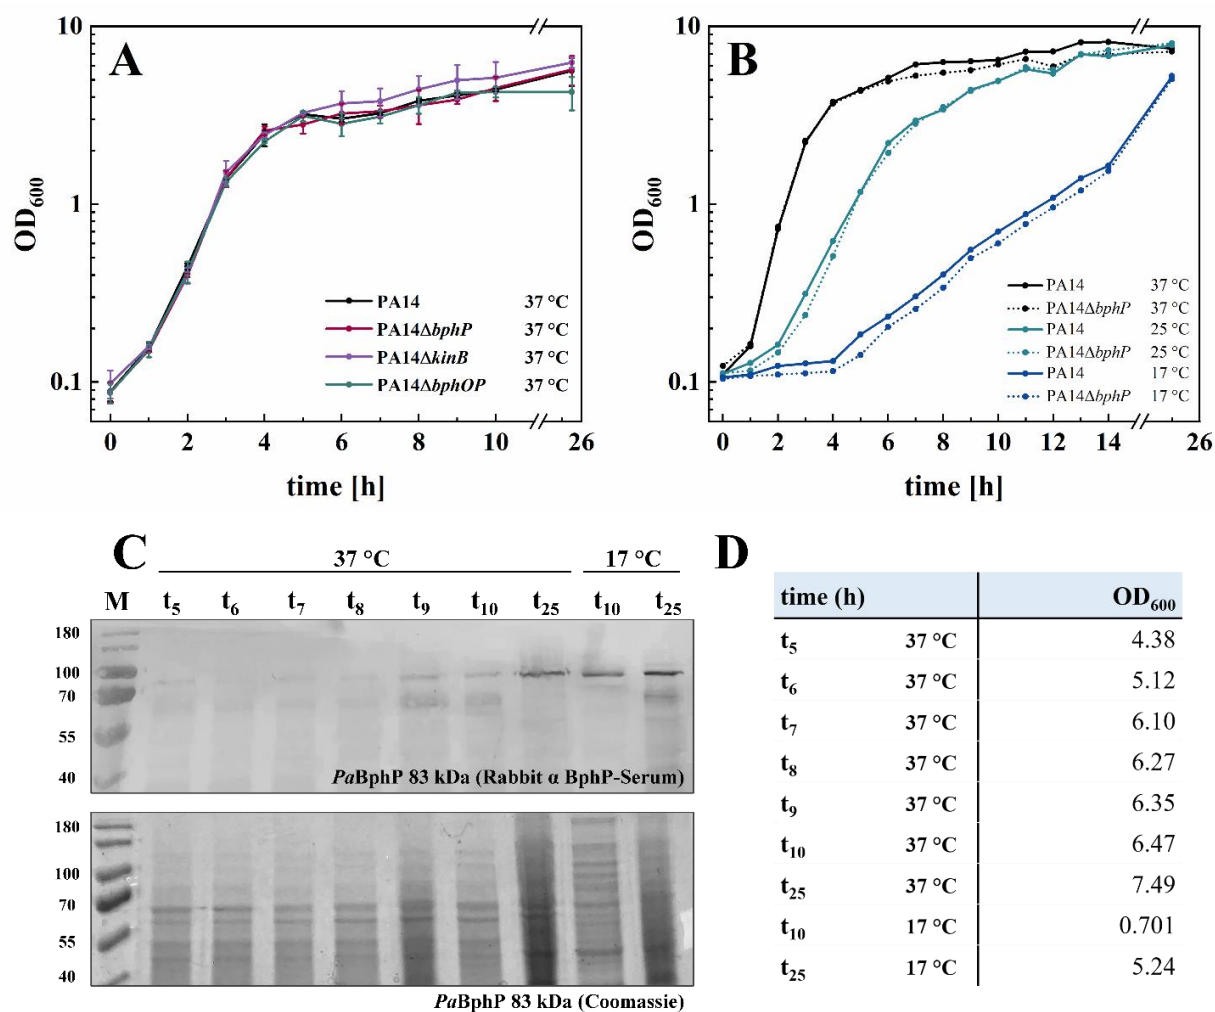 A
10
1
0.1
OD600
PA14 37 °C
PA14ΔbphP 37 °C
PA14ΔkinB 37 °C
PA14ΔbphOP 37 °C
0 2 4 6 8 10 26
time [h]
B
10
1
0.1
OD600
PA14 37 °C
PA14ΔbphP 37 °C
PA14 25 °C
PA14ΔbphP 25 °C
PA14 17 °C
PA14ΔbphP 17 °C
0 2 4 6 8 10 12 14 26
time [h]
C
37 °C 17 °C
M t5 t6 t7 t8 t9 t10 t25 t10 t25
180
100
70
55
40
PaBphP 83 kDa (Rabbit α BphP-Serum)
180
100
70
55
40
PaBphP 83 kDa (Coomassie)
D
time (h) OD600
t5 37 °C 4.38
t6 37 °C 5.12
t7 37 °C 6.10
t8 37 °C 6.27
t9 37 °C 6.35
t10 37 °C 6.47
t25 37 °C 7.49
t10 17 °C 0.701
t25 17 °C 5.24